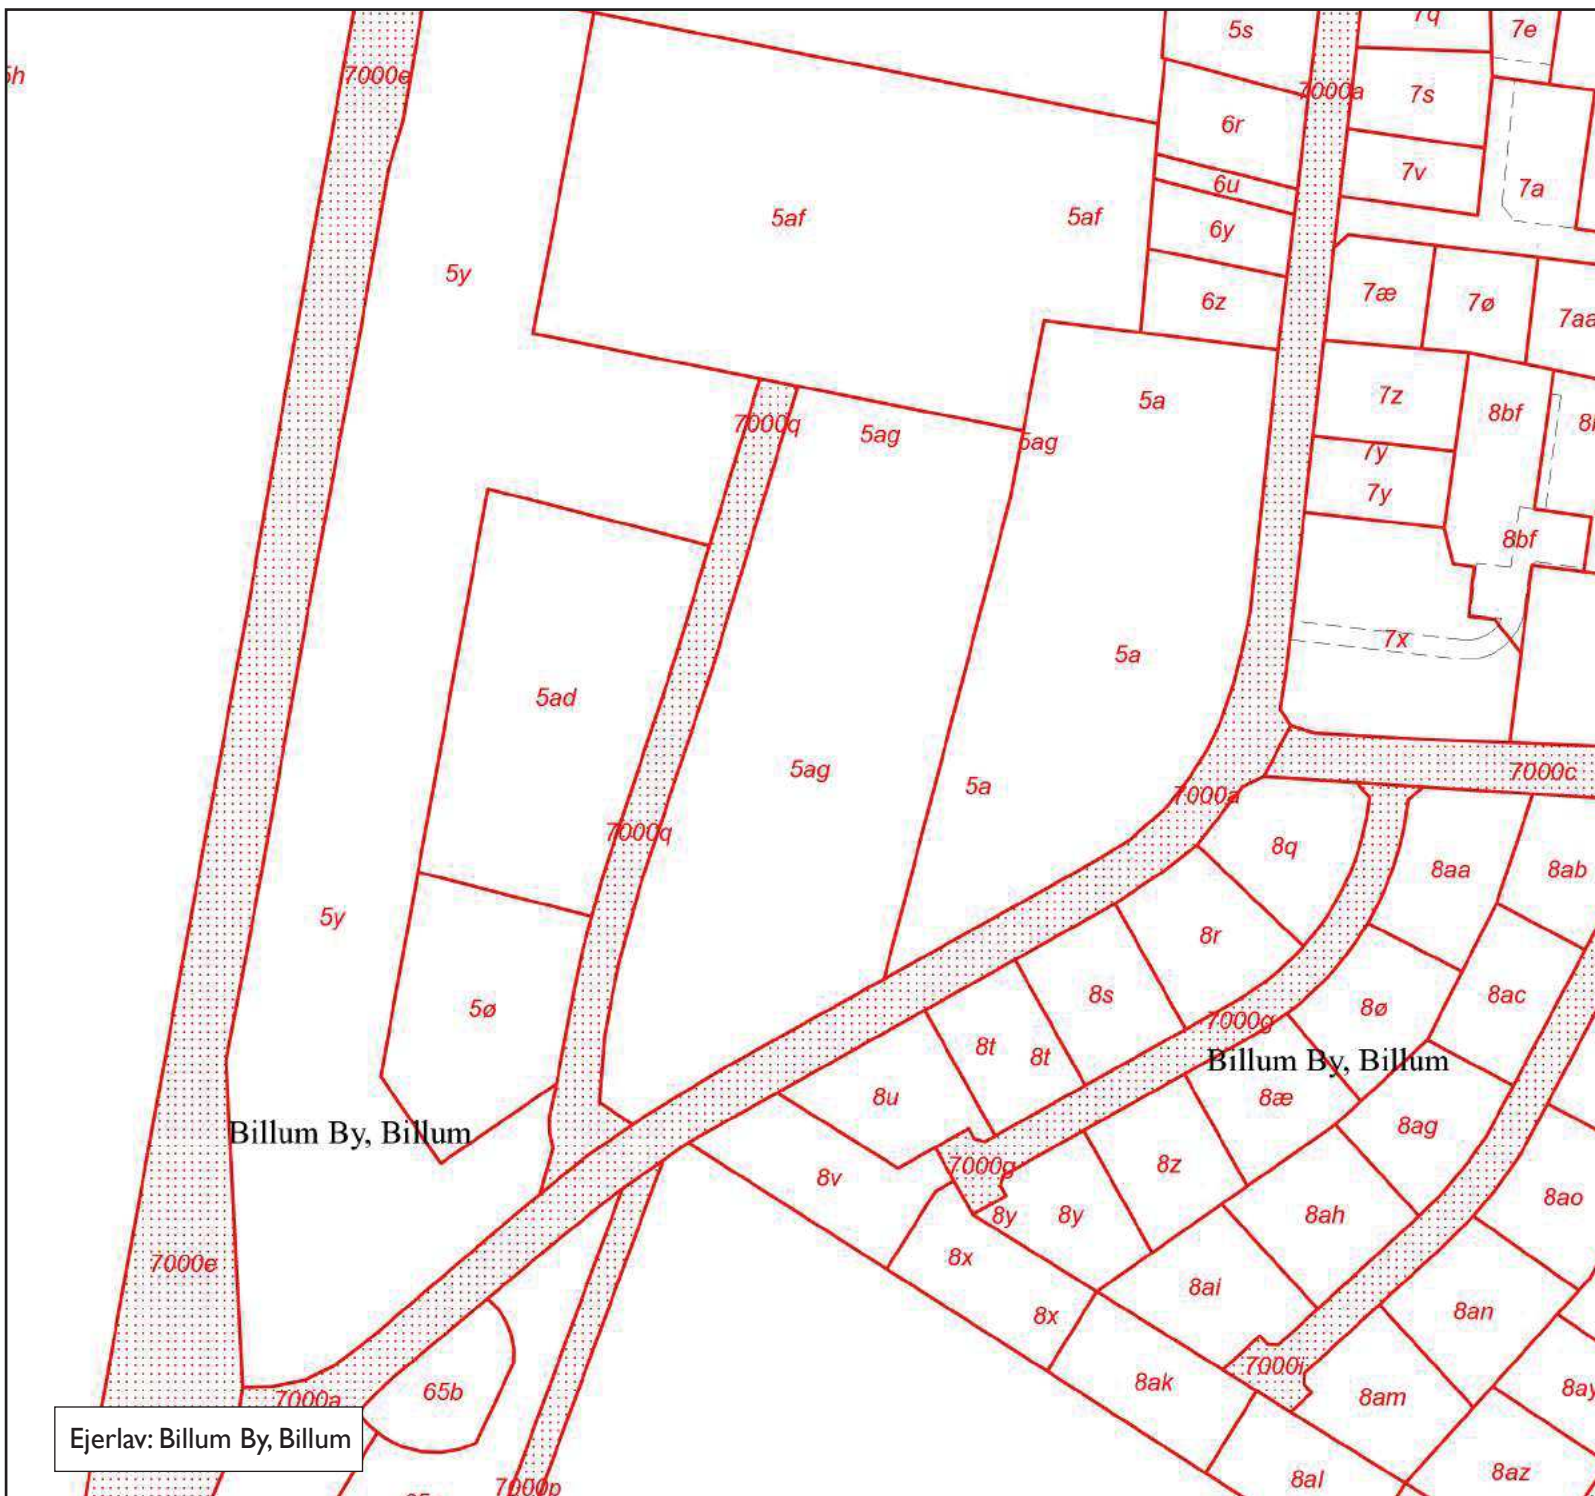 5s
7q
7e
7000e
7000a
7s
6r
7v
6u
7a
5af
5af
6y
5y
6z
7æ
7ø
7aa
5a
7z
8bf
7000q
5ag
5ag
7y
7y
8bf
7x
5a
5ad
5ag
5a
7000c
7000a
7000q
8q
8aa
8ab
5y
8r
5ø
8s
8ø
8ac
7000g
8t
8t
Billum By, Billum
8u
8æ
8ag
Billum By, Billum
7000g
8v
8z
8y
8y
8ah
8ao
7000e
8x
8ai
8x
8an
7000i
65b
7000a
8ak
8am
8ay
Ejerlav: Billum By, Billum
7000p
8al
8az